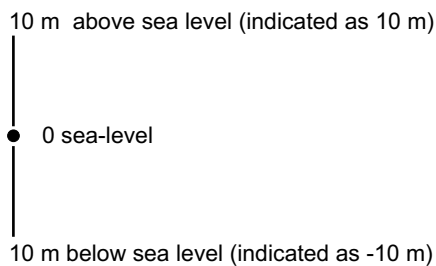 10 m above sea level (indicated as 10 m)
0 sea-level
10 m below sea level (indicated as -10 m)